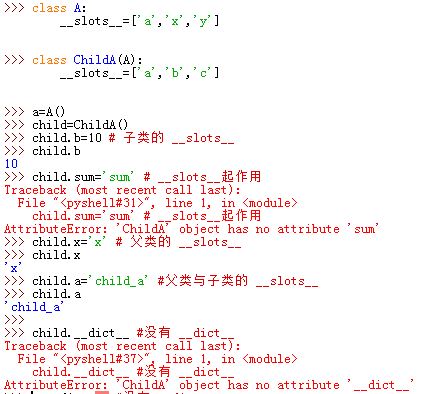 >>> class A:
        __slots__=['a','x','y']
>>> class ChildA(A):
        __slots__=['a','b','c']
>>> a=A()
>>> child=ChildA()
>>> child.b=10 # 子类的 __slots__
>>> child.b
10
>>> child.sum='sum' # __slots__起作用
Traceback (most recent call last):
  File "<pyshell#31>", line 1, in <module>
    child.sum='sum' # __slots__起作用
AttributeError: 'ChildA' object has no attribute 'sum'
>>> child.x='x' # 父类的 __slots__
>>> child.x
'x'
>>> child.a='child_a' #父类与子类的 __slots__
>>> child.a
'child_a'
>>>
>>> child.__dict__ #没有 __dict__
Traceback (most recent call last):
  File "<pyshell#37>", line 1, in <module>
    child.__dict__ #没有 __dict__
AttributeError: 'ChildA' object has no attribute '__dict__'